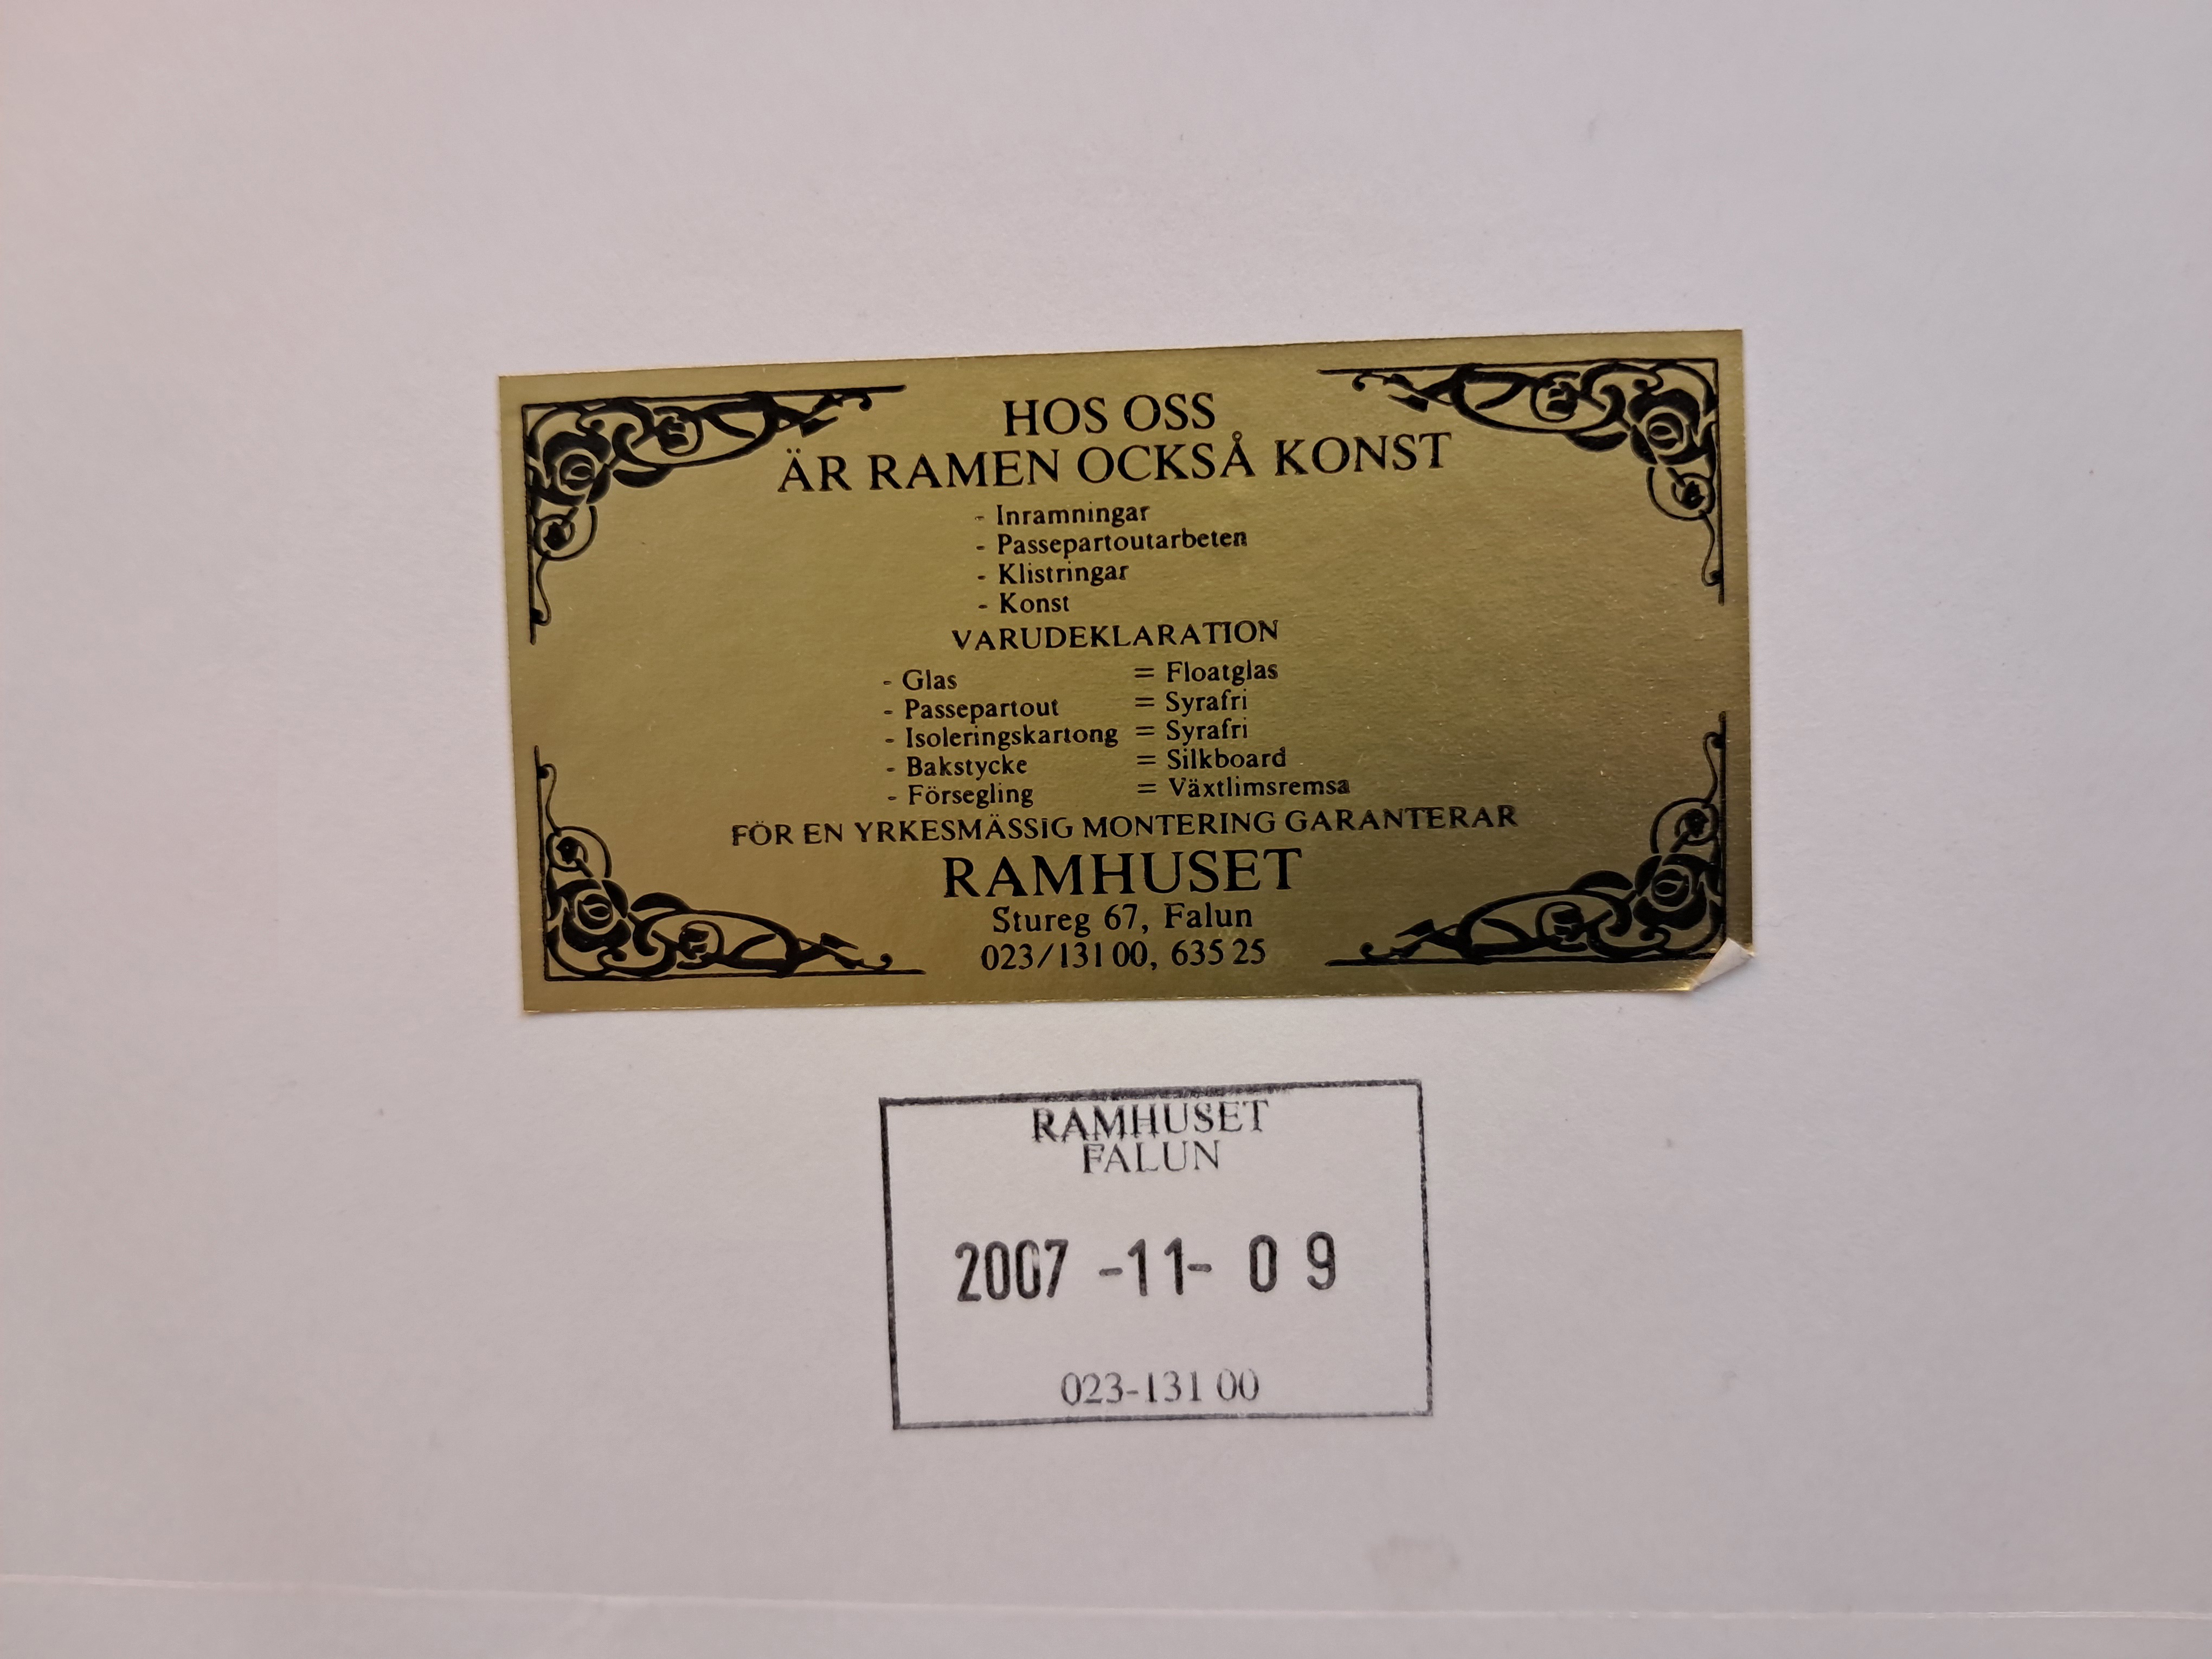 HOS OSS
ÄR RAMEN OCKSÅ KONST
- Inramningar
- Passepartoutarbeten
- Klistringar
- Konst
VARUDEKLARATION
- Glas = Floatglas
- Passepartout = Syrafri
- Isoleringskartong = Syrafri
- Bakstycke = Silkboard
- Försegling = Växtlimsremsa
FÖR EN YRKESMÄSSIG MONTERING GARANTERAR
RAMHUSET
Stureg 67, Falun
023/131 00, 635 25
RAMHUSET
FALUN
2007 -11- 09
023-131 00